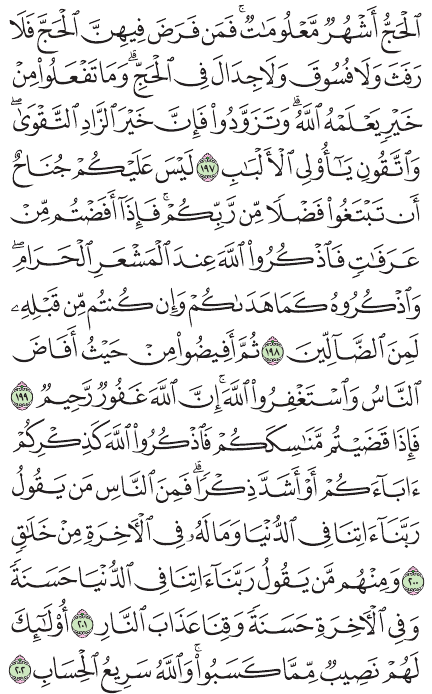 ٱلْحَجُّ أَشْهُرٌ مَّعْلُومَٰتٌ ۚ فَمَن فَرَضَ فِيهِنَّ ٱلْحَجَّ فَلَا
رَفَثَ وَلَا فُسُوقَ وَلَا جِدَالَ فِى ٱلْحَجِّ ۗ وَمَا تَفْعَلُوا۟ مِنْ
خَيْرٍ يَعْلَمْهُ ٱللَّهُ ۗ وَتَزَوَّدُوا۟ فَإِنَّ خَيْرَ ٱلزَّادِ ٱلتَّقْوَىٰ ۖ
وَٱتَّقُونِ يَٰٓأُو۟لِى ٱلْأَلْبَٰبِ ١٩٧ لَيْسَ عَلَيْكُمْ جُنَاحٌ
أَن تَبْتَغُوا۟ فَضْلًا مِّن رَّبِّكُمْ ۚ فَإِذَآ أَفَضْتُم مِّنْ
عَرَفَٰتٍ فَٱذْكُرُوا۟ ٱللَّهَ عِندَ ٱلْمَشْعَرِ ٱلْحَرَامِ ۖ
وَٱذْكُرُوهُ كَمَا هَدَىٰكُمْ وَإِن كُنتُم مِّن قَبْلِهِۦ
لَمِنَ ٱلضَّآلِّينَ ١٩٨ ثُمَّ أَفِيضُوا۟ مِنْ حَيْثُ أَفَاضَ
ٱلنَّاسُ وَٱسْتَغْفِرُوا۟ ٱللَّهَ ۚ إِنَّ ٱللَّهَ غَفُورٌ رَّحِيمٌ ١٩٩
فَإِذَا قَضَيْتُم مَّنَٰسِكَكُمْ فَٱذْكُرُوا۟ ٱللَّهَ كَذِكْرِكُمْ
ءَابَآءَكُمْ أَوْ أَشَدَّ ذِكْرًا ۗ فَمِنَ ٱلنَّاسِ مَن يَقُولُ
رَبَّنَآ ءَاتِنَا فِى ٱلدُّنْيَا وَمَا لَهُۥ فِى ٱلْءَاخِرَةِ مِنْ خَلَٰقٍ
٢٠٠ وَمِنْهُم مَّن يَقُولُ رَبَّنَآ ءَاتِنَا فِى ٱلدُّنْيَا حَسَنَةً
وَفِى ٱلْءَاخِرَةِ حَسَنَةً وَقِنَا عَذَابَ ٱلنَّارِ ٢٠١ أُو۟لَٰٓئِكَ
لَهُمْ نَصِيبٌ مِّمَّا كَسَبُوا۟ ۚ وَٱللَّهُ سَرِيعُ ٱلْحِسَابِ ٢٠٢